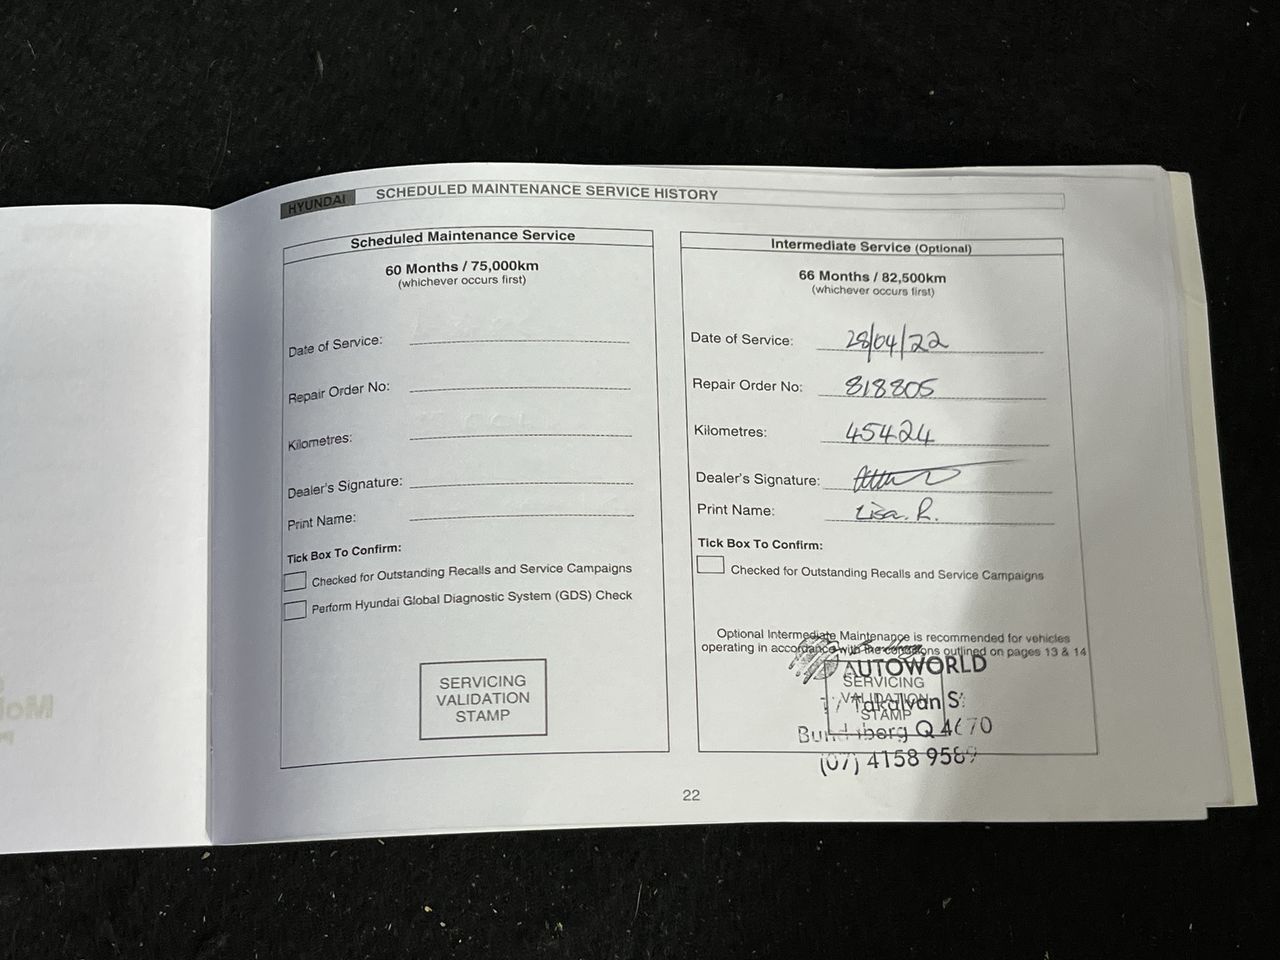 HYUNDAI
SCHEDULED MAINTENANCE SERVICE HISTORY
Scheduled Maintenance Service
60 Months / 75,000km
(whichever occurs first)
Date of Service:
Repair Order No:
Kilometres:
Dealer's Signature:
Print Name:
Tick Box To Confirm:
Checked for Outstanding Recalls and Service Campaigns
Perform Hyundai Global Diagnostic System (GDS) Check
SERVICING
VALIDATION
STAMP
Intermediate Service (Optional)
66 Months / 82,500km
(whichever occurs first)
Date of Service: 28/04/22
Repair Order No: 818805
Kilometres: 45424
Dealer's Signature:
Print Name: Lisa. R.
Tick Box To Confirm:
Checked for Outstanding Recalls and Service Campaigns
Optional Intermediate Maintenance is recommended for vehicles
operating in accordance with the conditions outlined on pages 13 & 14
AUTOWORLD
SERVICING
VALIDATION
STAMP
Takalvan S
Bundaberg Q 4670
(07) 4158 9589
22